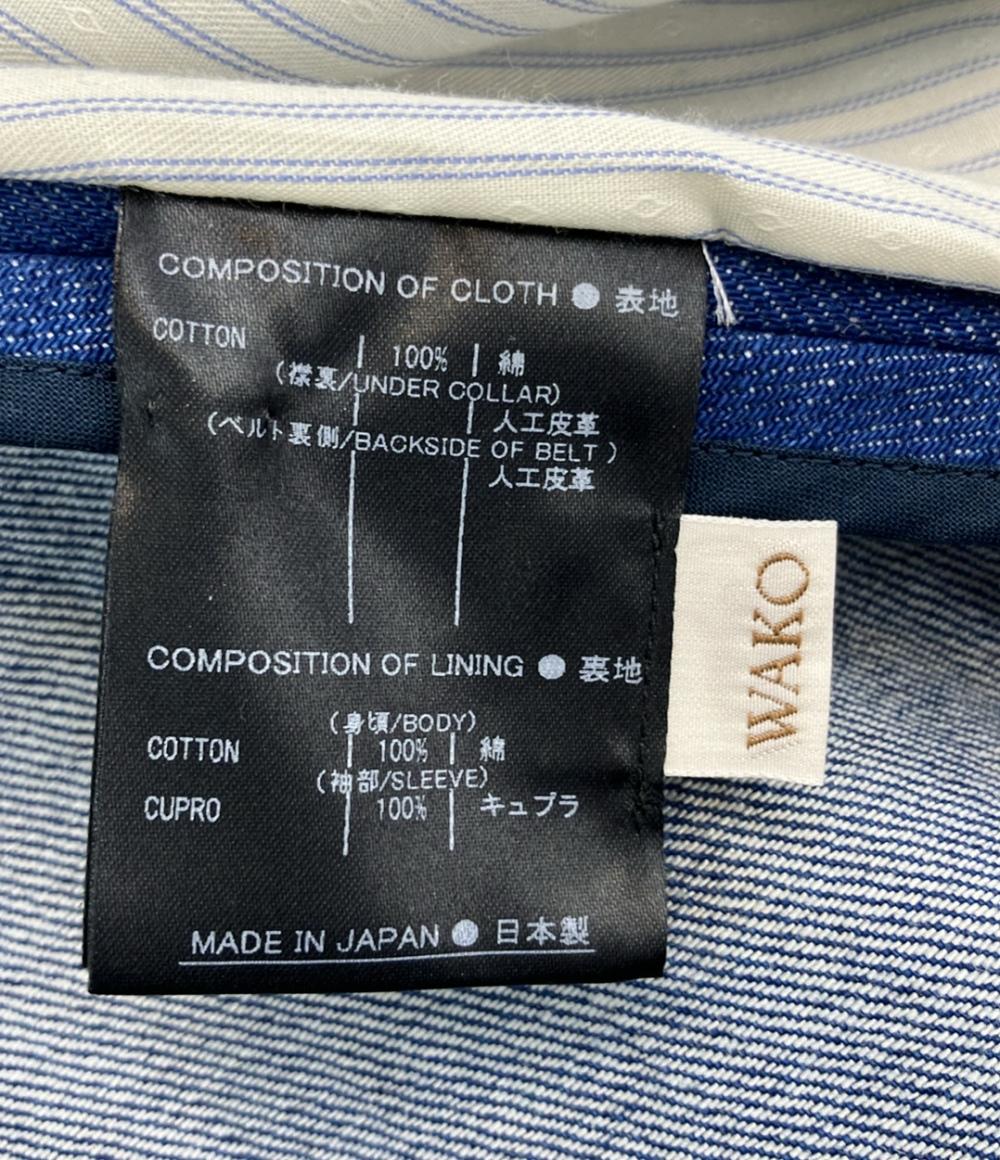 COMPOSITION OF CLOTH ● 表地
COTTON 100% 綿
(襟裏/UNDER COLLAR)
人工皮革
(ベルト裏側/BACKSIDE OF BELT)
人工皮革
COMPOSITION OF LINING ● 裏地
(身頃/BODY)
COTTON 100% 綿
(袖部/SLEEVE)
CUPRO 100% キュプラ
MADE IN JAPAN ● 日本製
WAKO